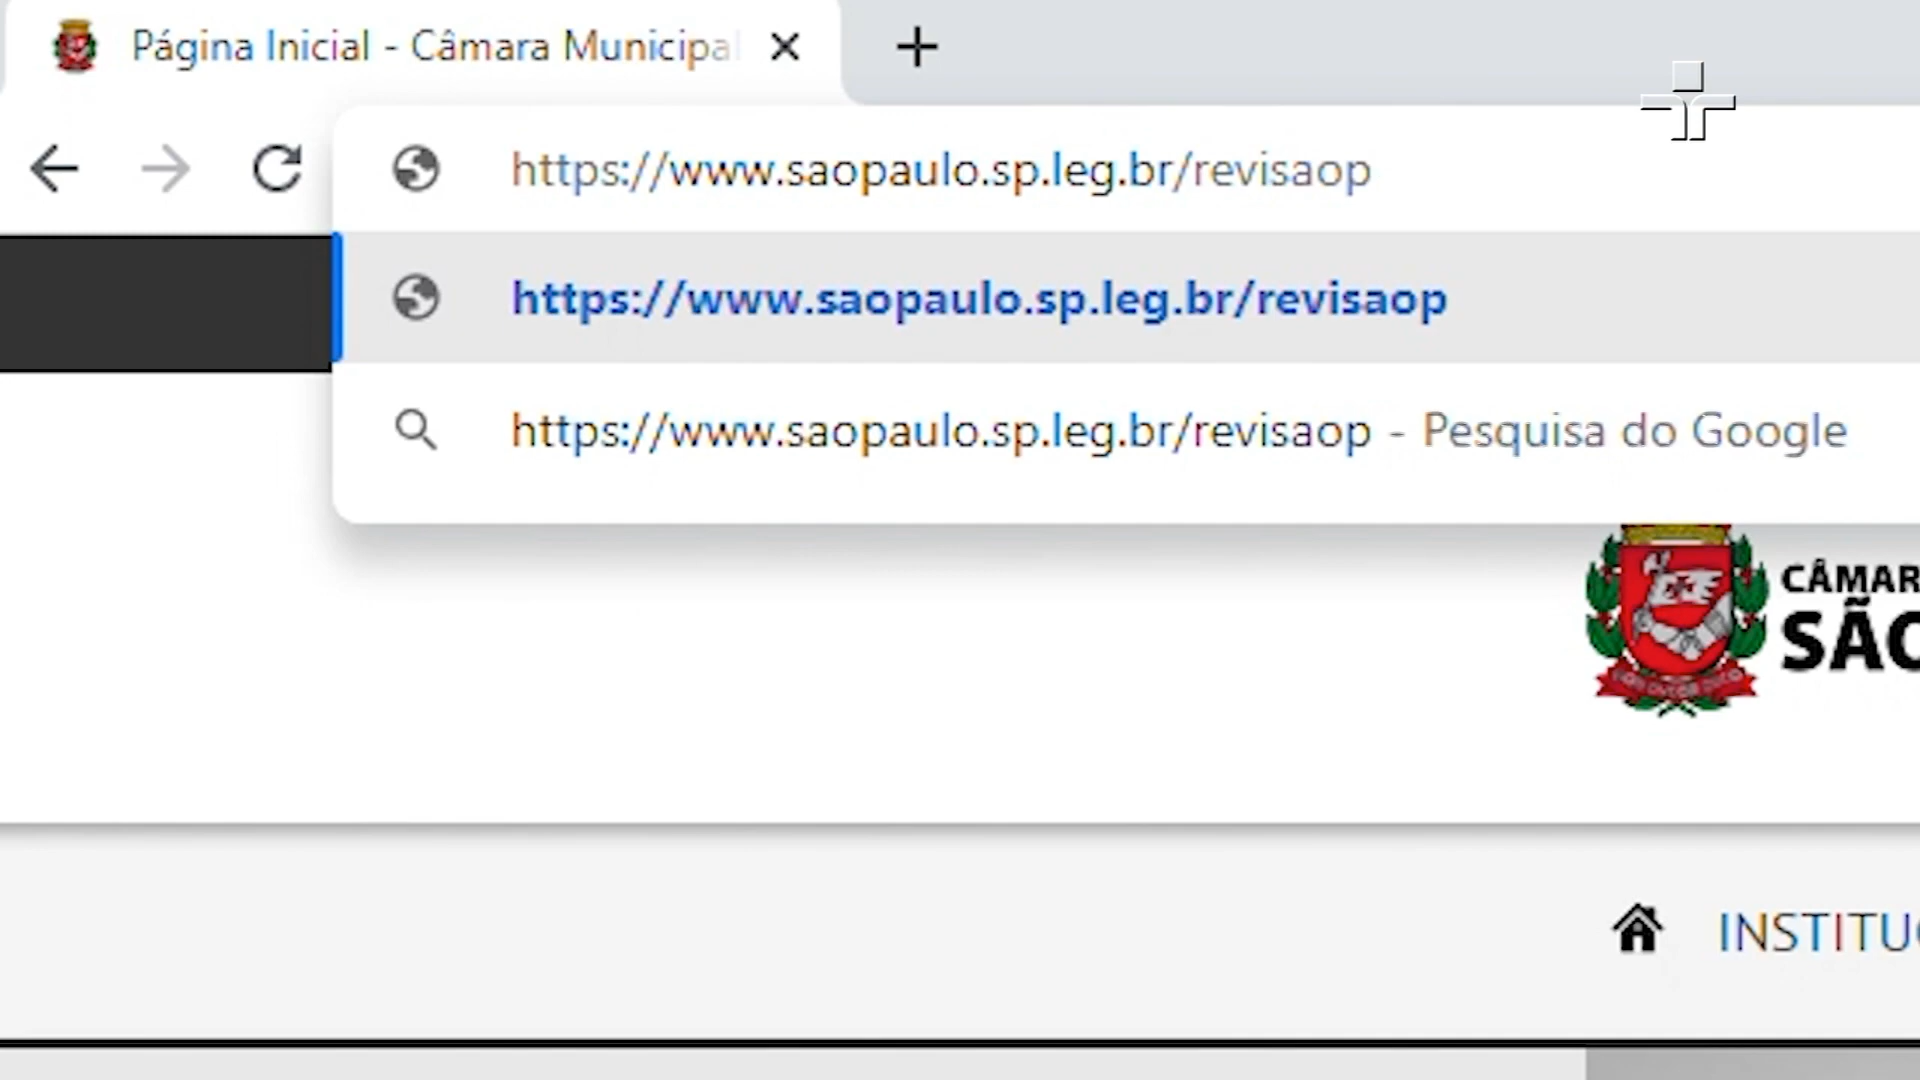 Página Inicial - Câmara Municipal
https://www.saopaulo.sp.leg.br/revisaop
https://www.saopaulo.sp.leg.br/revisaop
https://www.saopaulo.sp.leg.br/revisaop - Pesquisa do Google
CÂMAR
SÃO
INSTITUÇ